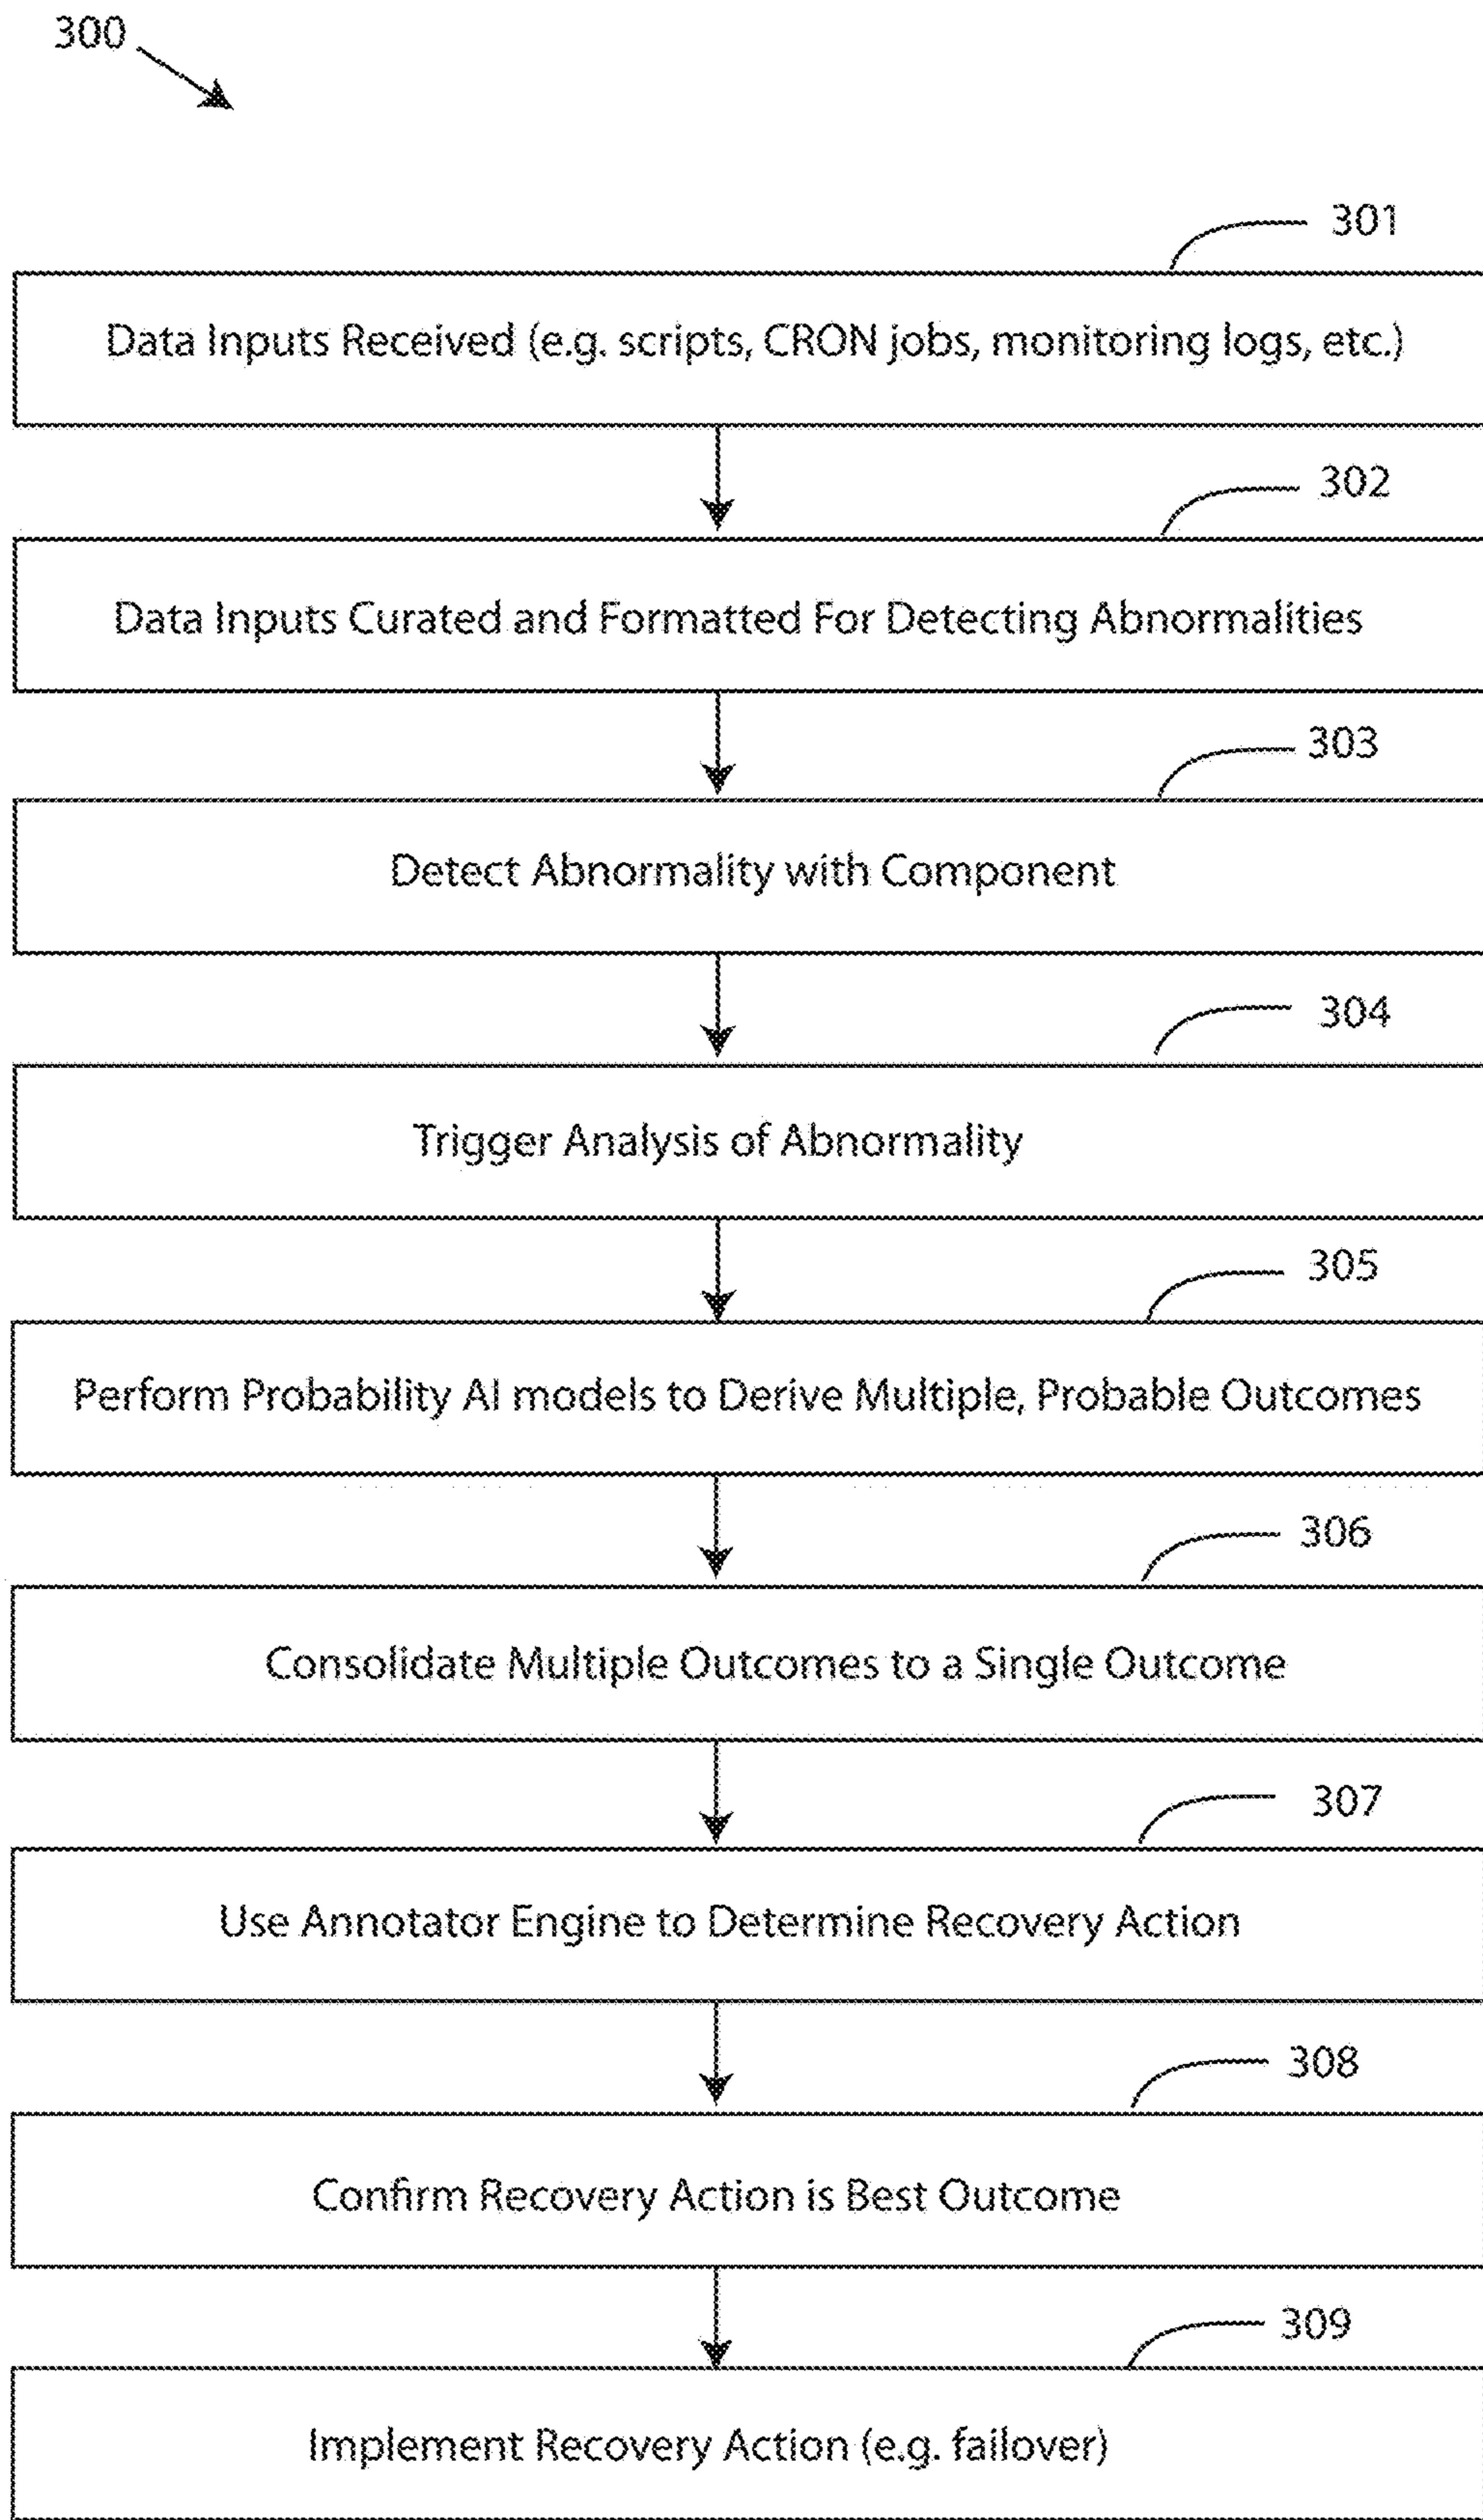 300
301
Data Inputs Received (e.g. scripts, CRON jobs, monitoring logs, etc.)
302
Data Inputs Curated and Formatted For Detecting Abnormalities
303
Detect Abnormality with Component
304
Trigger Analysis of Abnormality
305
Perform Probability AI models to Derive Multiple, Probable Outcomes
306
Consolidate Multiple Outcomes to a Single Outcome
307
Use Annotator Engine to Determine Recovery Action
308
Confirm Recovery Action is Best Outcome
309
Implement Recovery Action (e.g. failover)